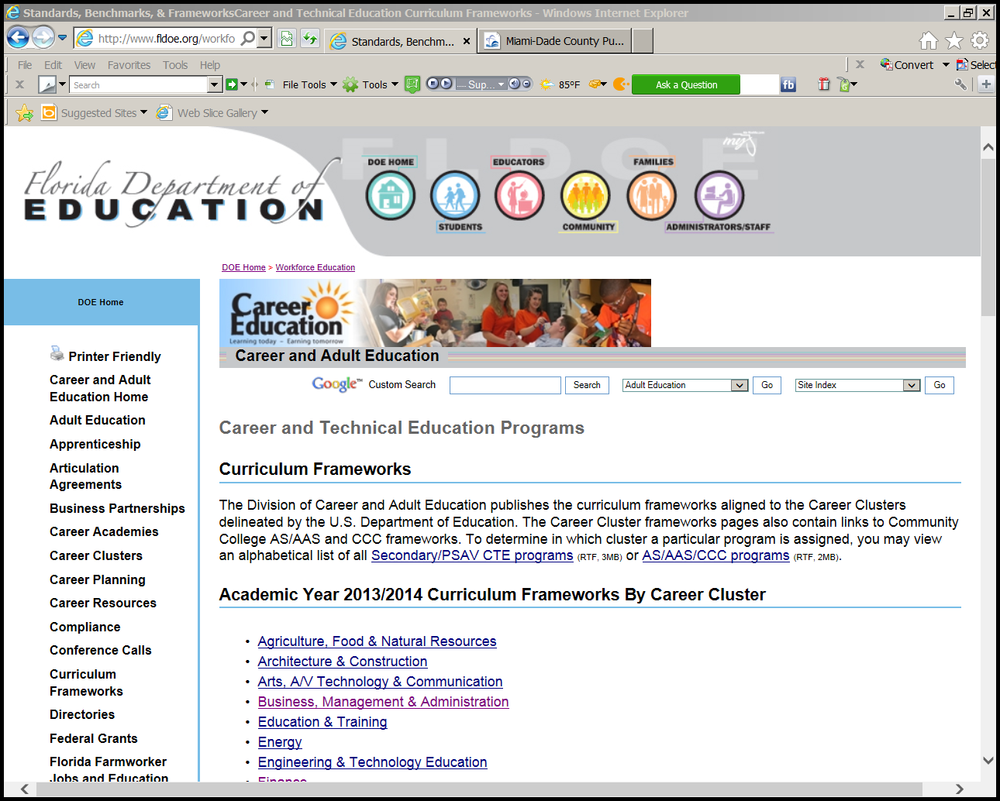 Standards, Benchmarks, & FrameworksCareer and Technical Education Curriculum Frameworks - Windows Internet Explorer
http://www.fldoe.org/workfo
Standards, Benchm...
Miami-Dade County Pu...
File Edit View Favorites Tools Help
Convert
Select
Search
File Tools
Tools
Sup...
85°F
Ask a Question
fb
Suggested Sites
Web Slice Gallery
FLDOE
Florida Department of
EDUCATION
DOE HOME
STUDENTS
EDUCATORS
COMMUNITY
FAMILIES
ADMINISTRATORS/STAFF
DOE Home > Workforce Education
DOE Home
Career
Education
Learning today - Earning tomorrow
Career and Adult Education
Google™ Custom Search
Search
Adult Education
Go
Site Index
Go
Printer Friendly
Career and Adult
Education Home
Adult Education
Apprenticeship
Articulation
Agreements
Business Partnerships
Career Academies
Career Clusters
Career Planning
Career Resources
Compliance
Conference Calls
Curriculum
Frameworks
Directories
Federal Grants
Florida Farmworker
Jobs and Education
Career and Technical Education Programs
Curriculum Frameworks
The Division of Career and Adult Education publishes the curriculum frameworks aligned to the Career Clusters
delineated by the U.S. Department of Education. The Career Cluster frameworks pages also contain links to Community
College AS/AAS and CCC frameworks. To determine in which cluster a particular program is assigned, you may view
an alphabetical list of all Secondary/PSAV CTE programs (RTF, 3MB) or AS/AAS/CCC programs (RTF, 2MB).
Academic Year 2013/2014 Curriculum Frameworks By Career Cluster
• Agriculture, Food & Natural Resources
• Architecture & Construction
• Arts, A/V Technology & Communication
• Business, Management & Administration
• Education & Training
• Energy
• Engineering & Technology Education
• Finance